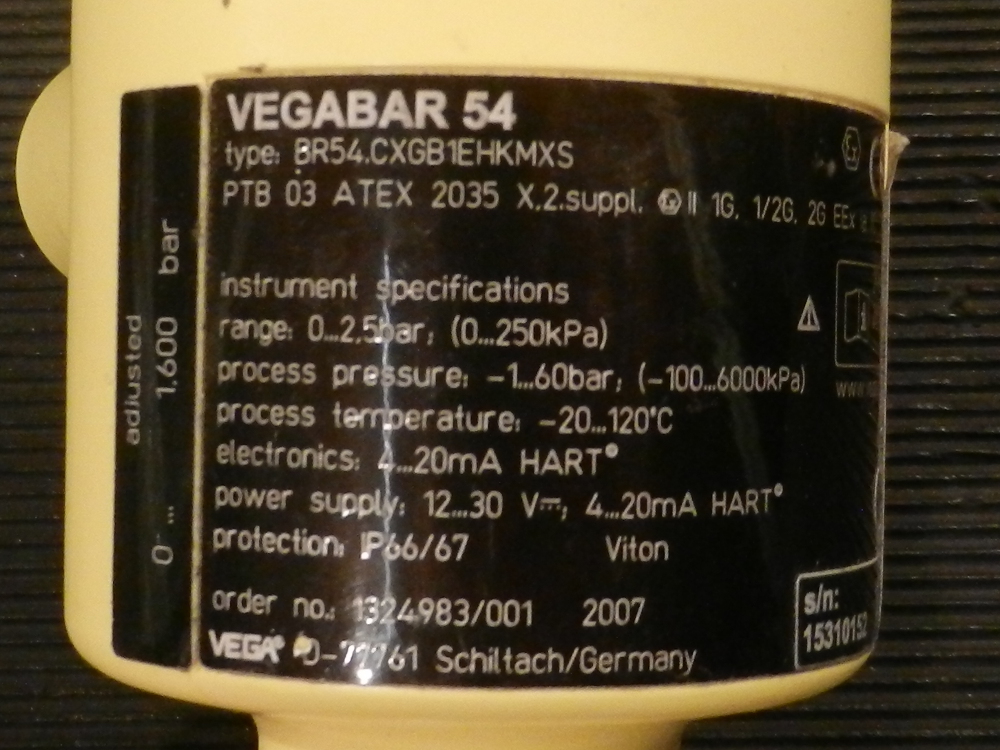 adjusted
0 ... 1.600 bar
VEGABAR 54
type: BR54.CXGB1EHKMXS
PTB 03 ATEX 2035 X,2.suppl. Ex II 1G, 1/2G, 2G EEx
instrument specifications
range: 0...2,5bar; (0...250kPa)
process pressure: -1...60bar; (-100...6000kPa)
process temperature: -20...120°C
electronics: 4...20mA HART®
power supply: 12...30 V⎓; 4...20mA HART®
protection: IP66/67 Viton
order no.: 1324983/001 2007
VEGA® D-77761 Schiltach/Germany
s/n:
15310152